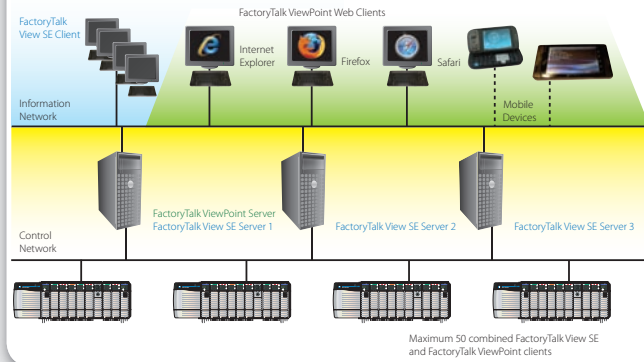 FactoryTalk ViewPoint Web Clients
FactoryTalk
View SE Client
Internet
Explorer
Firefox
Safari
Information
Network
Mobile
Devices
FactoryTalk ViewPoint Server
FactoryTalk View SE Server 1
FactoryTalk View SE Server 2
FactoryTalk View SE Server 3
Control
Network
Maximum 50 combined FactoryTalk View SE
and FactoryTalk ViewPoint clients